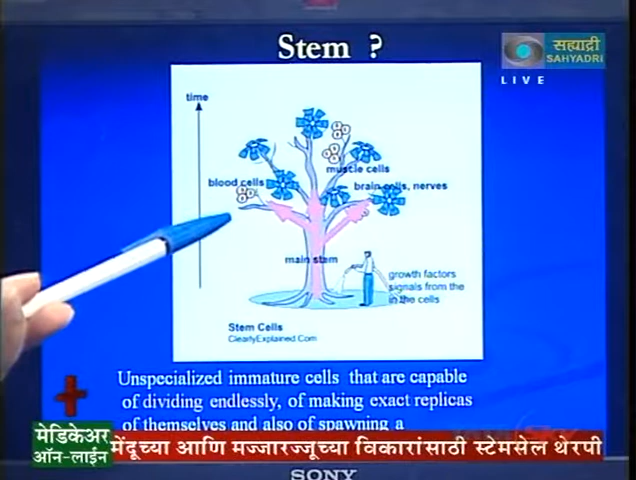 Stem ?
सह्याद्री
SAHYADRI
LIVE
time
muscle cells
blood cells
brain cells, nerves
main stem
growth factors
signals from the
in the cells
Stem Cells
ClearlyExplained.Com
Unspecialized immature cells that are capable
of dividing endlessly, of making exact replicas
of themselves and also of spawning a
मेडिकेअर
ऑन-लाईन
मेंदूच्या आणि मज्जारज्जूच्या विकारांसाठी स्टेमसेल थेरपी
SONY